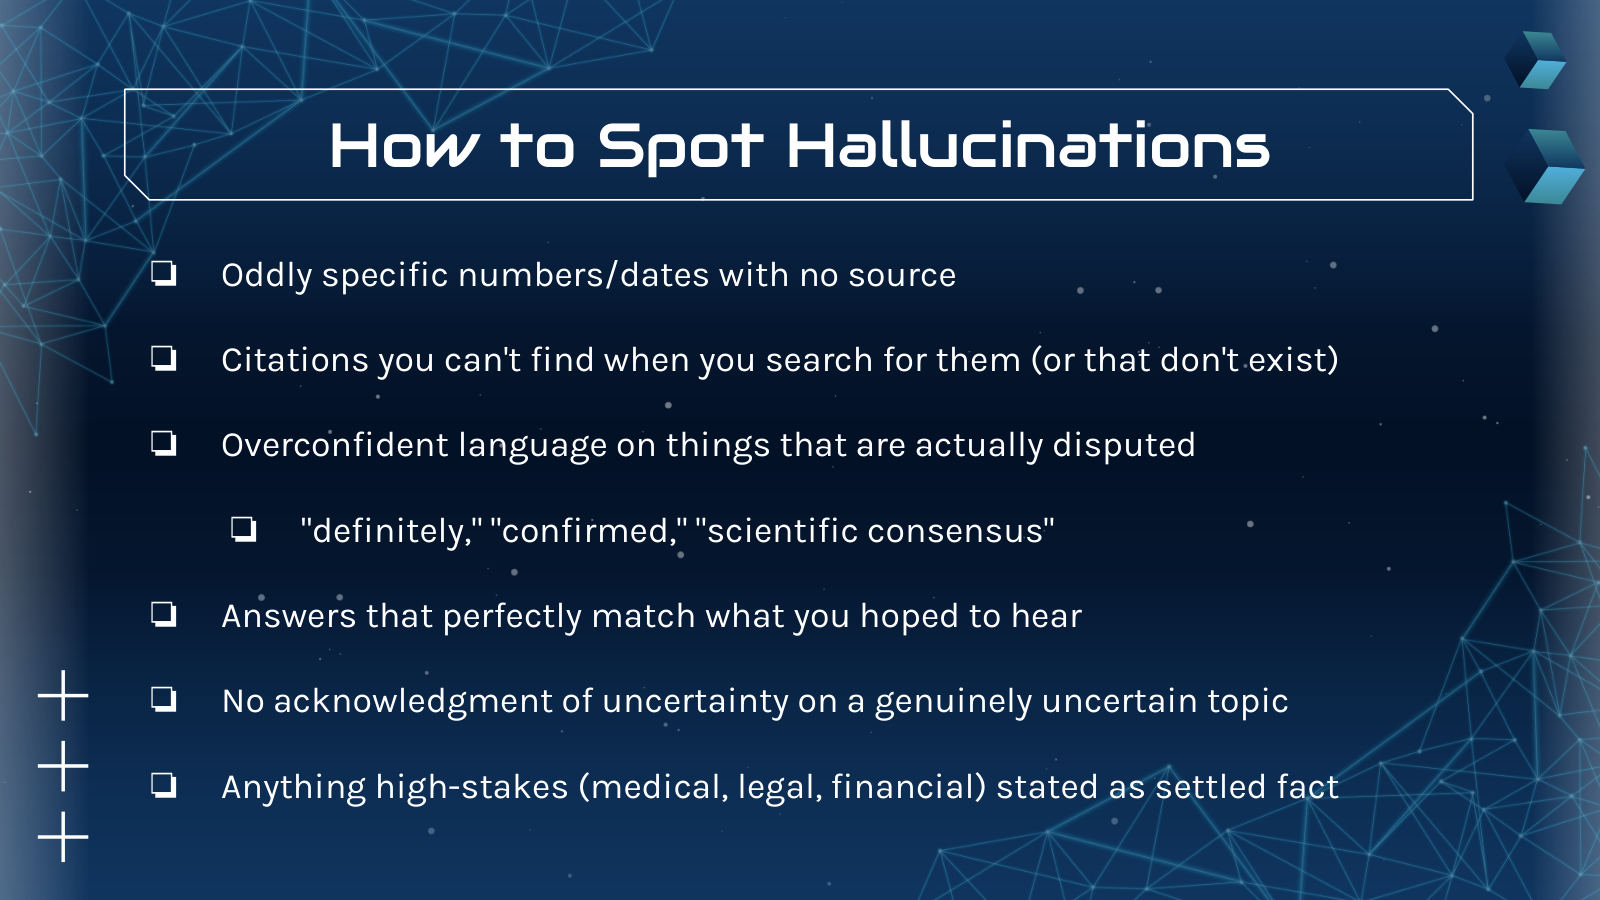 How to Spot Hallucinations
Oddly specific numbers/dates with no source
Citations you can't find when you search for them (or that don't exist)
Overconfident language on things that are actually disputed
"definitely," "confirmed," "scientific consensus"
Answers that perfectly match what you hoped to hear
No acknowledgment of uncertainty on a genuinely uncertain topic
Anything high-stakes (medical, legal, financial) stated as settled fact